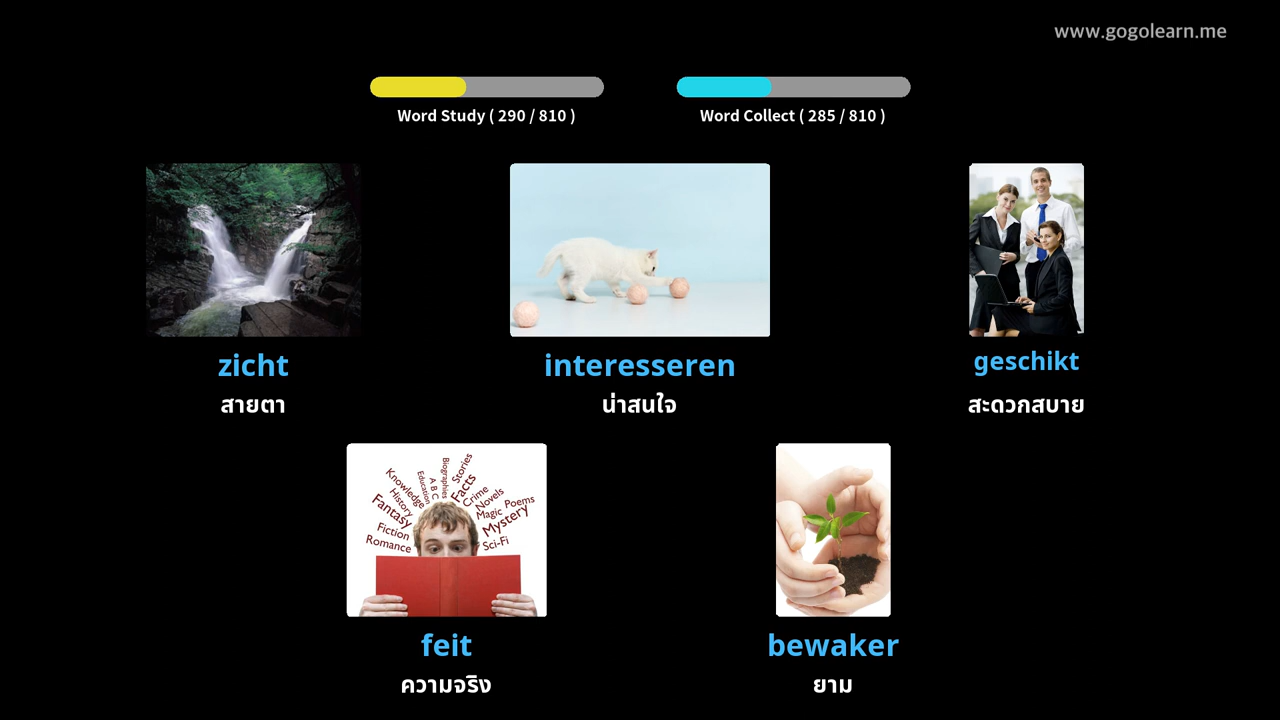 www.gogolearn.me
Word Study ( 290 / 810 )
Word Collect ( 285 / 810 )
zicht
สายตา
interesseren
น่าสนใจ
geschikt
สะดวกสบาย
Knowledge
History
Fantasy
Fiction
Romance
Education
A B C
Biographies
Stories
Facts
Crime
Novels
Magic
Poems
Mystery
Sci-Fi
feit
ความจริง
bewaker
ยาม